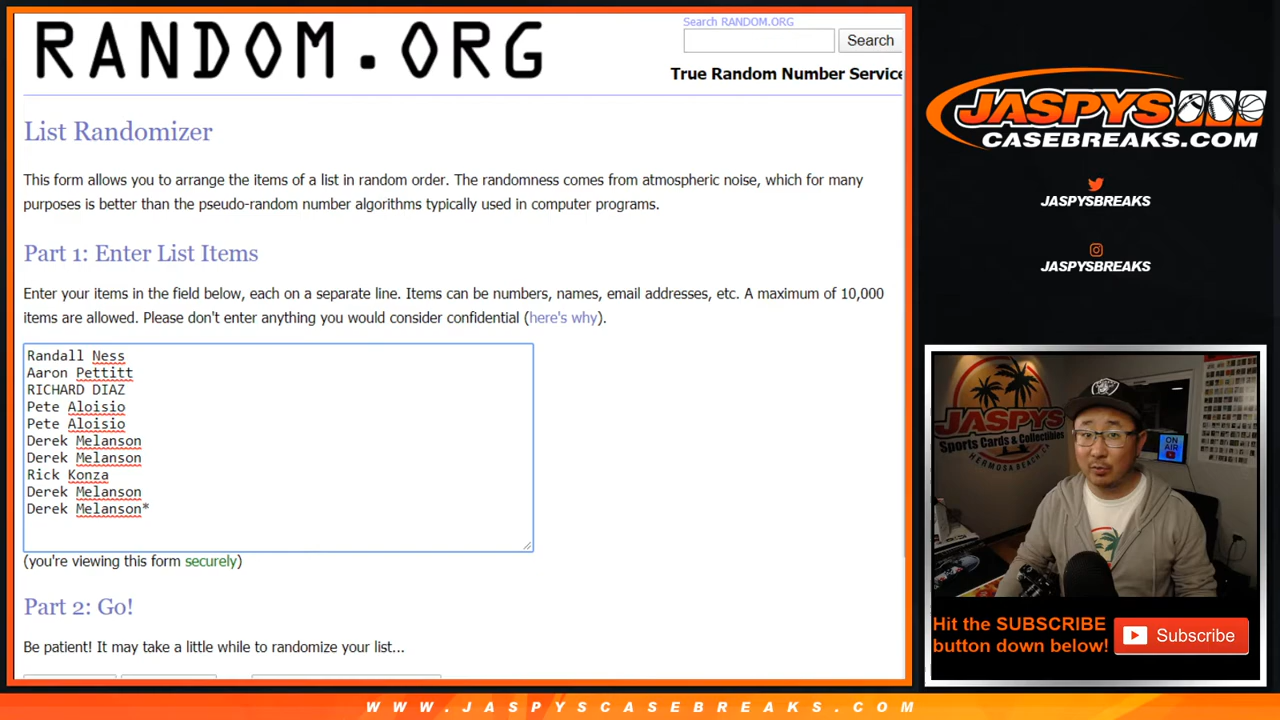 RANDOM.ORG
Search RANDOM.ORG
Search
True Random Number Service
List Randomizer
This form allows you to arrange the items of a list in random order. The randomness comes from atmospheric noise, which for many
purposes is better than the pseudo-random number algorithms typically used in computer programs.
Part 1: Enter List Items
Enter your items in the field below, each on a separate line. Items can be numbers, names, email addresses, etc. A maximum of 10,000
items are allowed. Please don't enter anything you would consider confidential (here's why).
Randall Ness
Aaron Pettitt
RICHARD DIAZ
Pete Aloisio
Pete Aloisio
Derek Melanson
Derek Melanson
Rick Konza
Derek Melanson
Derek Melanson*
(you're viewing this form securely)
Part 2: Go!
Be patient! It may take a little while to randomize your list...
JASPYS
CASEBREAKS.COM
JASPYSBREAKS
JASPYSBREAKS
JASPYS
Sports Cards & Collectibles
HERMOSA BEACH, CA
ON
AIR
Hit the SUBSCRIBE
button down below!
Subscribe
WWW.JASPYSCASEBREAKS.COM